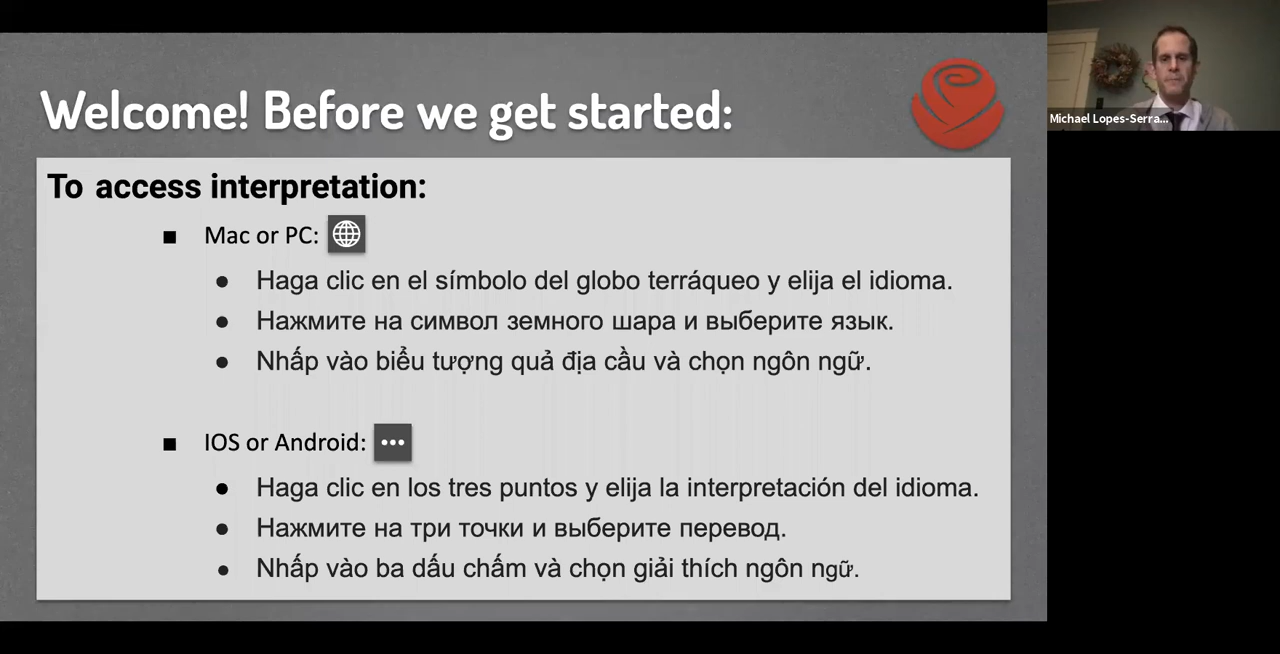 Welcome! Before we get started:
To access interpretation:
Mac or PC:
Haga clic en el símbolo del globo terráqueo y elija el idioma.
Нажмите на символ земного шара и выберите язык.
Nhấp vào biểu tượng quả địa cầu và chọn ngôn ngữ.
IOS or Android:
Haga clic en los tres puntos y elija la interpretación del idioma.
Нажмите на три точки и выберите перевод.
Nhấp vào ba dấu chấm và chọn giải thích ngôn ngữ.
Michael Lopes-Serra...